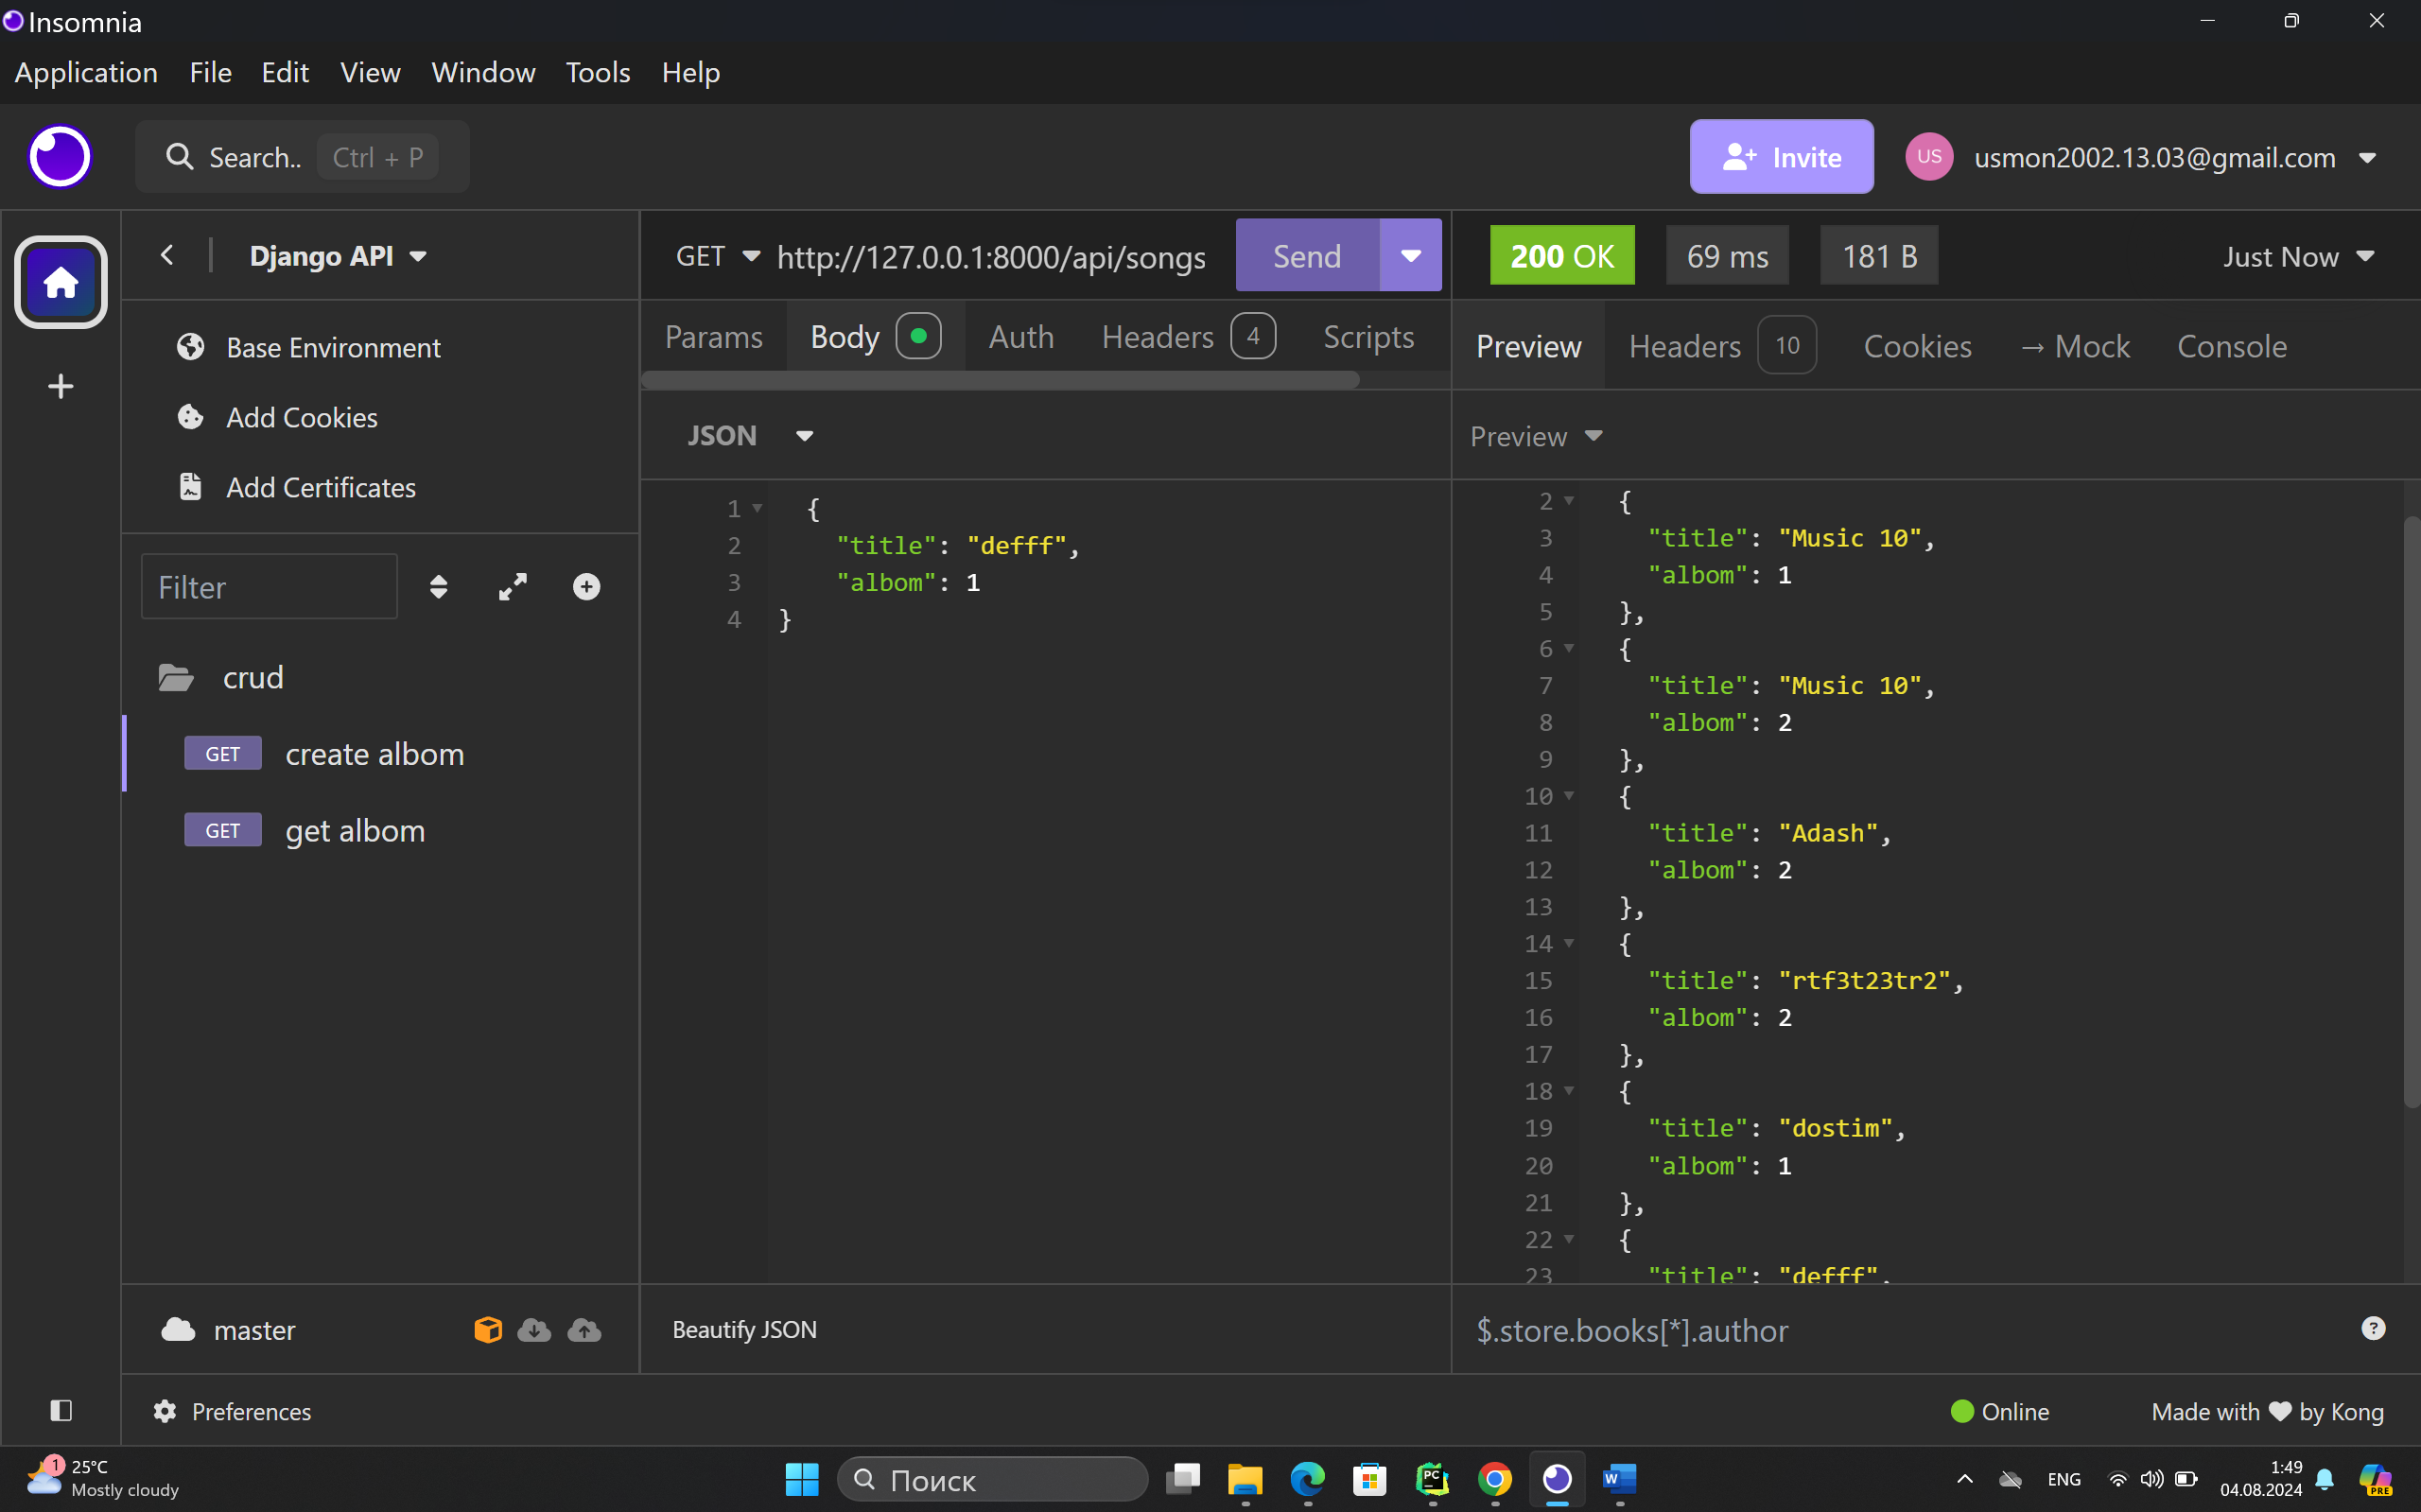 Insomnia
Application File Edit View Window Tools Help
Search.. Ctrl + P
Invite
US usmon2002.13.03@gmail.com
Django API
Base Environment
Add Cookies
Add Certificates
Filter
crud
GET create albom
GET get albom
master
Preferences
GET http://127.0.0.1:8000/api/songs Send
Params Body Auth Headers 4 Scripts
JSON
1 {
2 "title": "defff",
3 "albom": 1
4 }
Beautify JSON
200 OK 69 ms 181 B Just Now
Preview Headers 10 Cookies → Mock Console
Preview
2 {
3 "title": "Music 10",
4 "albom": 1
5 },
6 {
7 "title": "Music 10",
8 "albom": 2
9 },
10 {
11 "title": "Adash",
12 "albom": 2
13 },
14 {
15 "title": "rtf3t23tr2",
16 "albom": 2
17 },
18 {
19 "title": "dostim",
20 "albom": 1
21 },
22 {
23 "title": "defff",
$.store.books[*].author
Online Made with by Kong
1 25°C
Mostly cloudy
Поиск
PC
W
ENG
1:49
04.08.2024
PRE